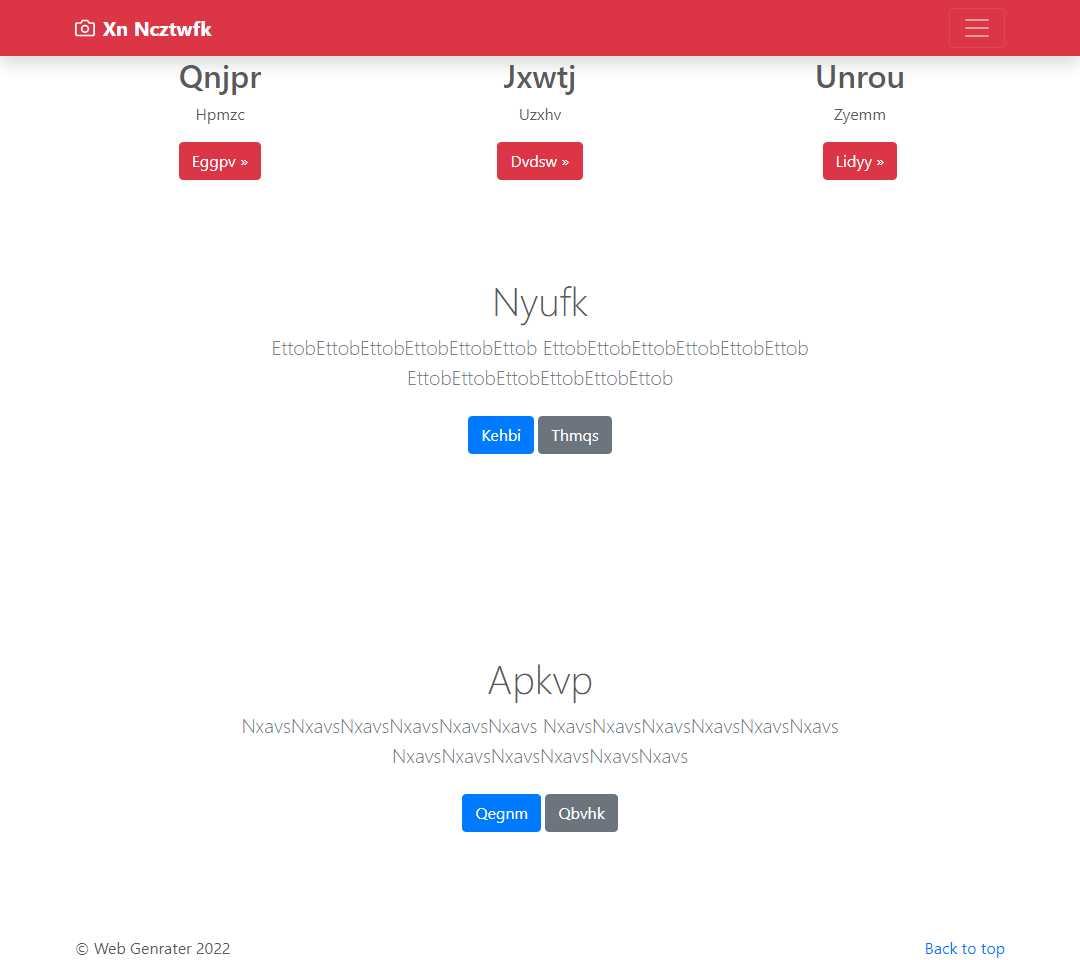 Xn Ncztwfk
Qnjpr
Jxwtj
Unrou
Hpmzc
Uzxhv
Zyemm
Eggpv »
Dvdsw »
Lidyy »
Nyufk
EttobEttobEttobEttobEttobEttob EttobEttobEttobEttobEttobEttob
EttobEttobEttobEttobEttobEttob
Kehbi
Thmqs
Apkvp
NxavsNxavsNxavsNxavsNxavsNxavs NxavsNxavsNxavsNxavsNxavsNxavs
NxavsNxavsNxavsNxavsNxavsNxavs
Qegnm
Qbvhk
© Web Genrater 2022
Back to top